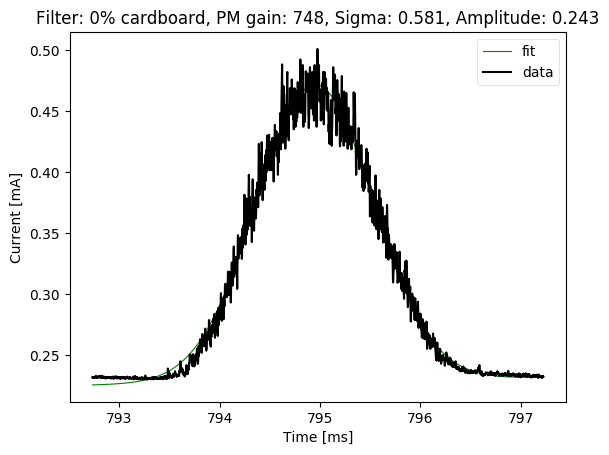 Filter: 0% cardboard, PM gain: 748, Sigma: 0.581, Amplitude: 0.243
fit
data
0.50
0.45
0.40
0.35
0.30
0.25
Current [mA]
793 794 795 796 797
Time [ms]